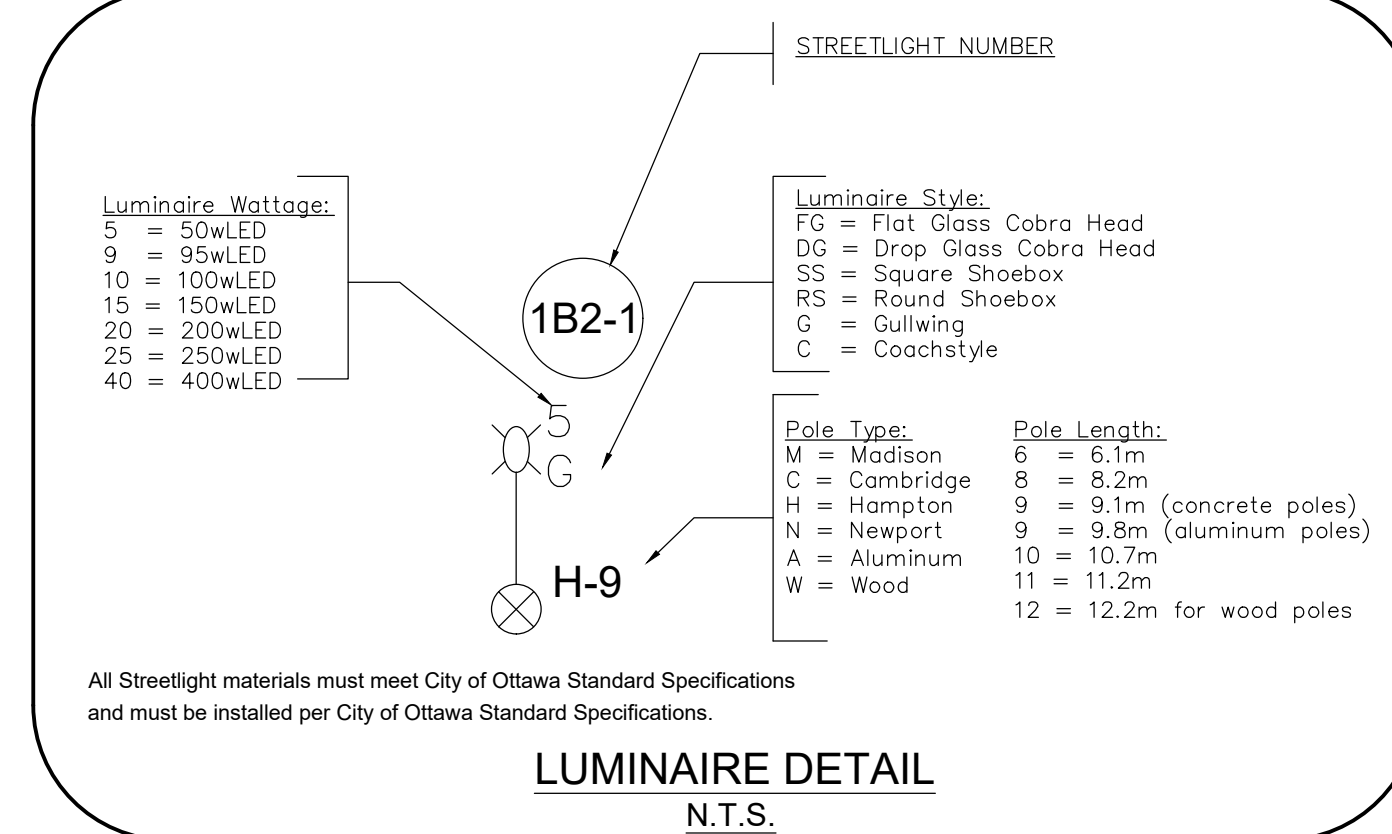 STREETLIGHT NUMBER
Luminaire Wattage:
5 = 50wLED
9 = 95wLED
10 = 100wLED
15 = 150wLED
20 = 200wLED
25 = 250wLED
40 = 400wLED
1B2-1
Luminaire Style:
FG = Flat Glass Cobra Head
DG = Drop Glass Cobra Head
SS = Square Shoebox
RS = Round Shoebox
G = Gullwing
C = Coachstyle
5
G
H-9
Pole Type:
M = Madison
C = Cambridge
H = Hampton
N = Newport
A = Aluminum
W = Wood
Pole Length:
6 = 6.1m
8 = 8.2m
9 = 9.1m (concrete poles)
9 = 9.8m (aluminum poles)
10 = 10.7m
11 = 11.2m
12 = 12.2m for wood poles
All Streetlight materials must meet City of Ottawa Standard Specifications
and must be installed per City of Ottawa Standard Specifications.
LUMINAIRE DETAIL
N.T.S.